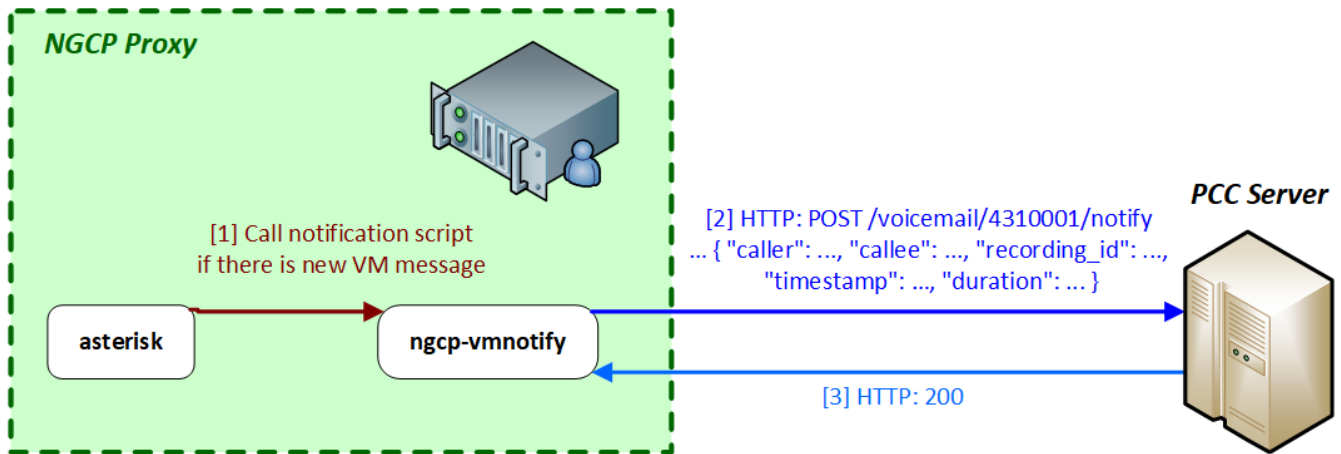 NGCP Proxy
PCC Server
[1] Call notification script
if there is new VM message
[2] HTTP: POST /voicemail/4310001/notify
... { "caller": ..., "callee": ..., "recording_id": ...,
"timestamp": ..., "duration": ... }
asterisk
ngcp-vmnotify
[3] HTTP: 200